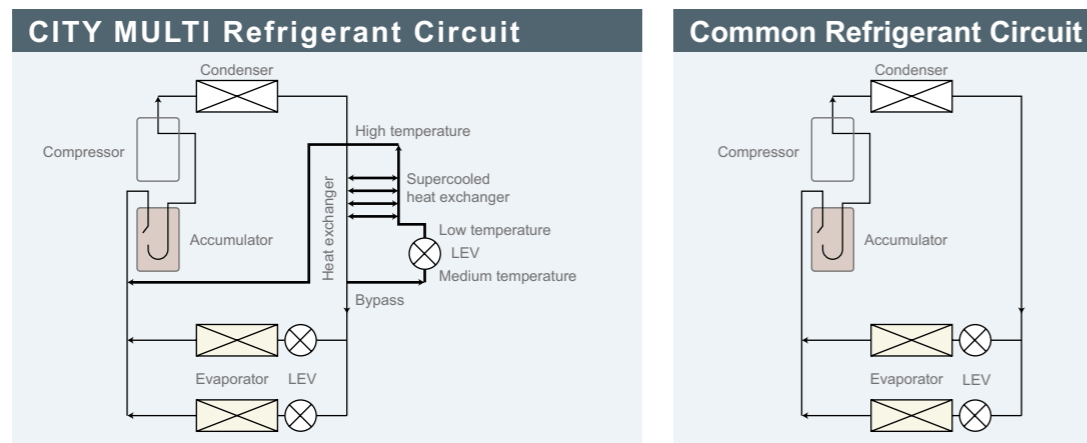 CITY MULTI Refrigerant Circuit
Condenser
High temperature
Compressor
Supercooled
heat exchanger
Heat exchanger
Low temperature
Accumulator
LEV
Medium temperature
Bypass
Evaporator LEV
Common Refrigerant Circuit
Condenser
Compressor
Accumulator
Evaporator LEV